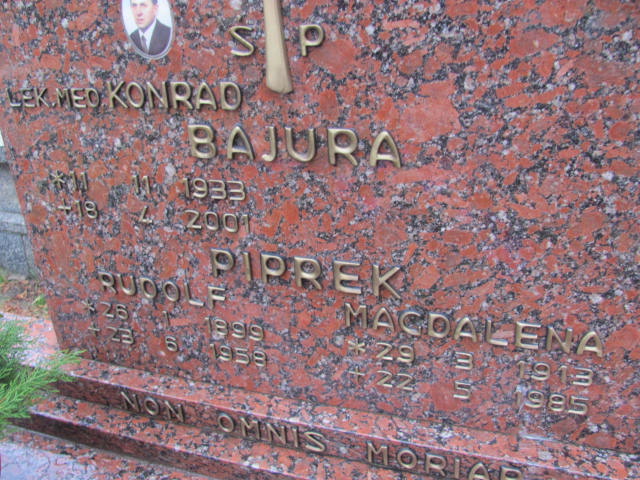 S P
LEK. MED. KONRAD
BAJURA
* 11 11 1933
+ 18 4 2001
PIPREK
RUDOLF
* 26 1 1899
+ 23 6 1958
MAGDALENA
* 29 3 1913
+ 22 5 1985
NON OMNIS MORIAR